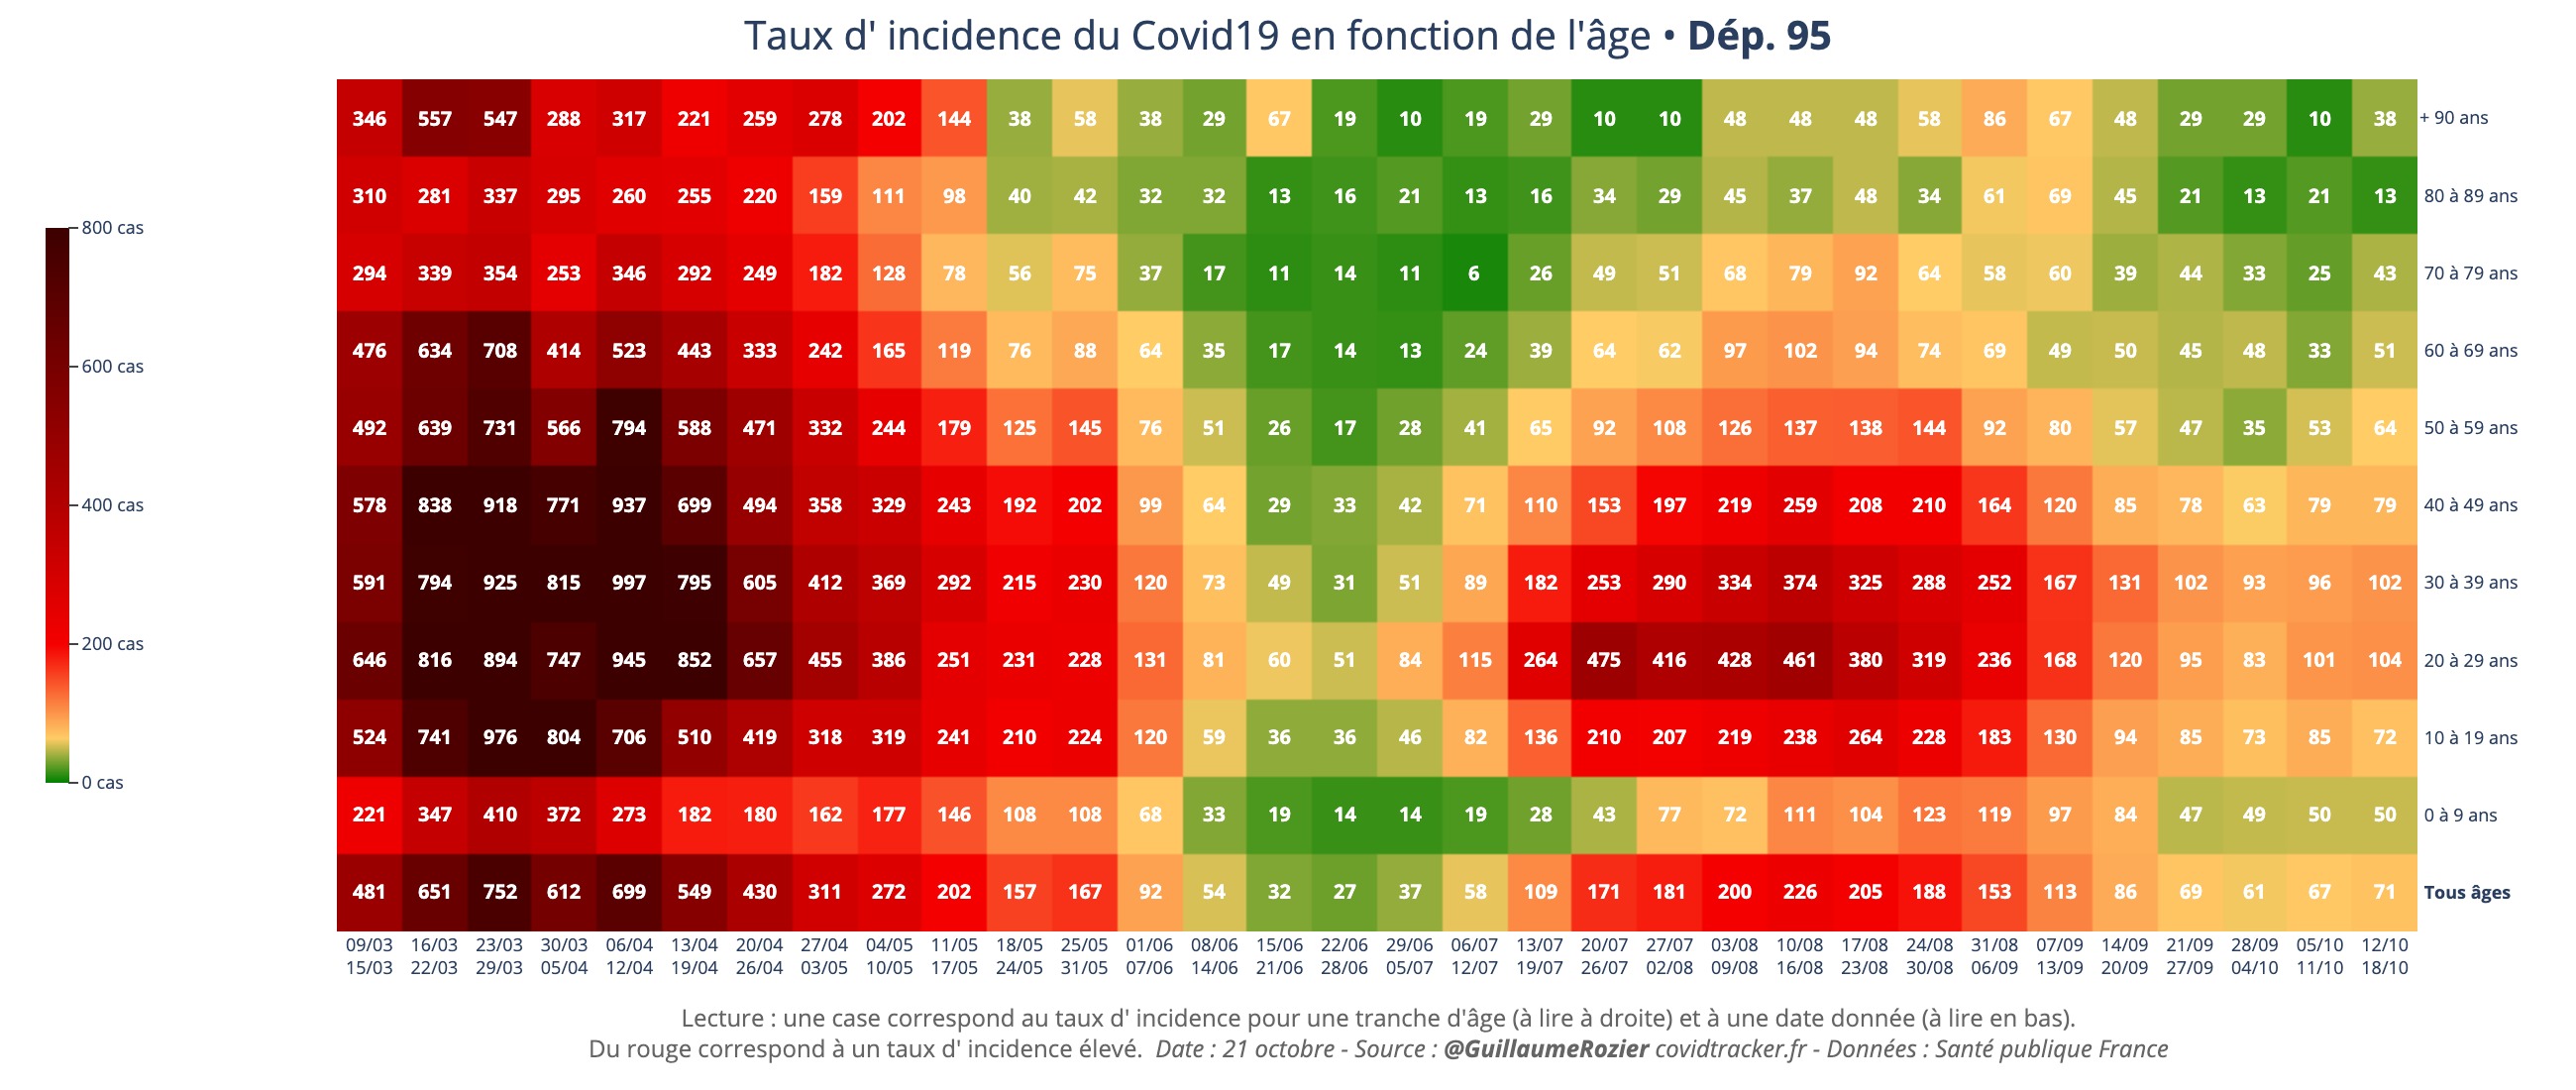 Taux d' incidence du Covid19 en fonction de l'âge • Dép. 95
800 cas
600 cas
400 cas
200 cas
0 cas
346 557 547 288 317 221 259 278 202 144 38 58 38 29 67 19 10 19 29 10 10 48 48 48 58 86 67 48 29 29 10 38 + 90 ans
310 281 337 295 260 255 220 159 111 98 40 42 32 32 13 16 21 13 16 34 29 45 37 48 34 61 69 45 21 13 21 13 80 à 89 ans
294 339 354 253 346 292 249 182 128 78 56 75 37 17 11 14 11 6 26 49 51 68 79 92 64 58 60 39 44 33 25 43 70 à 79 ans
476 634 708 414 523 443 333 242 165 119 76 88 64 35 17 14 13 24 39 64 62 97 102 94 74 69 49 50 45 48 33 51 60 à 69 ans
492 639 731 566 794 588 471 332 244 179 125 145 76 51 26 17 28 41 65 92 108 126 137 138 144 92 80 57 47 35 53 64 50 à 59 ans
578 838 918 771 937 699 494 358 329 243 192 202 99 64 29 33 42 71 110 153 197 219 259 208 210 164 120 85 78 63 79 79 40 à 49 ans
591 794 925 815 997 795 605 412 369 292 215 230 120 73 49 31 51 89 182 253 290 334 374 325 288 252 167 131 102 93 96 102 30 à 39 ans
646 816 894 747 945 852 657 455 386 251 231 228 131 81 60 51 84 115 264 475 416 428 461 380 319 236 168 120 95 83 101 104 20 à 29 ans
524 741 976 804 706 510 419 318 319 241 210 224 120 59 36 36 46 82 136 210 207 219 238 264 228 183 130 94 85 73 85 72 10 à 19 ans
221 347 410 372 273 182 180 162 177 146 108 108 68 33 19 14 14 19 28 43 77 72 111 104 123 119 97 84 47 49 50 50 0 à 9 ans
481 651 752 612 699 549 430 311 272 202 157 167 92 54 32 27 37 58 109 171 181 200 226 205 188 153 113 86 69 61 67 71 Tous âges
09/03 16/03 23/03 30/03 06/04 13/04 20/04 27/04 04/05 11/05 18/05 25/05 01/06 08/06 15/06 22/06 29/06 06/07 13/07 20/07 27/07 03/08 10/08 17/08 24/08 31/08 07/09 14/09 21/09 28/09 05/10 12/10
15/03 22/03 29/03 05/04 12/04 19/04 26/04 03/05 10/05 17/05 24/05 31/05 07/06 14/06 21/06 28/06 05/07 12/07 19/07 26/07 02/08 09/08 16/08 23/08 30/08 06/09 13/09 20/09 27/09 04/10 11/10 18/10
Lecture : une case correspond au taux d' incidence pour une tranche d'âge (à lire à droite) et à une date donnée (à lire en bas).
Du rouge correspond à un taux d' incidence élevé. Date : 21 octobre - Source : @GuillaumeRozier covidtracker.fr - Données : Santé publique France